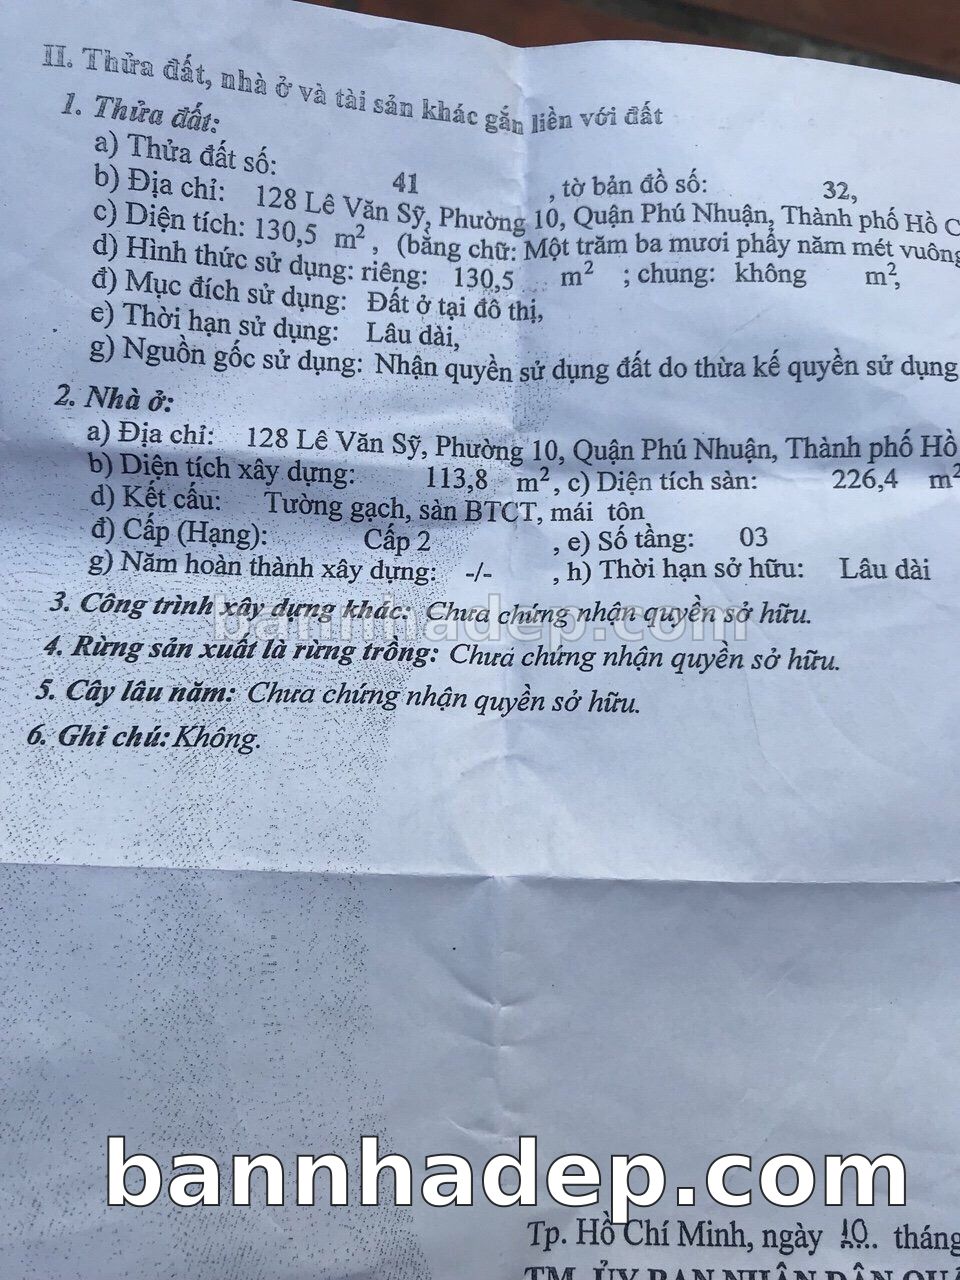 II. Thửa đất, nhà ở và tài sản khác gắn liền với đất
1. Thửa đất:
a) Thửa đất số: 41 , tờ bản đồ số: 32,
b) Địa chỉ: 128 Lê Văn Sỹ, Phường 10, Quận Phú Nhuận, Thành phố Hồ C
c) Diện tích: 130,5 m², (bằng chữ: Một trăm ba mươi phẩy năm mét vuông
d) Hình thức sử dụng: riêng: 130,5 m² ; chung: không m²,
đ) Mục đích sử dụng: Đất ở tại đô thị,
e) Thời hạn sử dụng: Lâu dài,
g) Nguồn gốc sử dụng: Nhận quyền sử dụng đất do thừa kế quyền sử dụng
2. Nhà ở:
a) Địa chỉ: 128 Lê Văn Sỹ, Phường 10, Quận Phú Nhuận, Thành phố Hồ
b) Diện tích xây dựng: 113,8 m², c) Diện tích sàn: 226,4 m²
d) Kết cấu: Tường gạch, sàn BTCT, mái tôn
đ) Cấp (Hạng): Cấp 2 , e) Số tầng: 03
g) Năm hoàn thành xây dựng: -/- , h) Thời hạn sở hữu: Lâu dài
3. Công trình xây dựng khác: Chưa chứng nhận quyền sở hữu.
bannhadep.com
4. Rừng sản xuất là rừng trồng: Chưa chứng nhận quyền sở hữu.
5. Cây lâu năm: Chưa chứng nhận quyền sở hữu.
6. Ghi chú: Không.
bannhadep.com
Tp. Hồ Chí Minh, ngày 10 tháng
TM. ỦY BAN NHÂN DÂN QUẬ